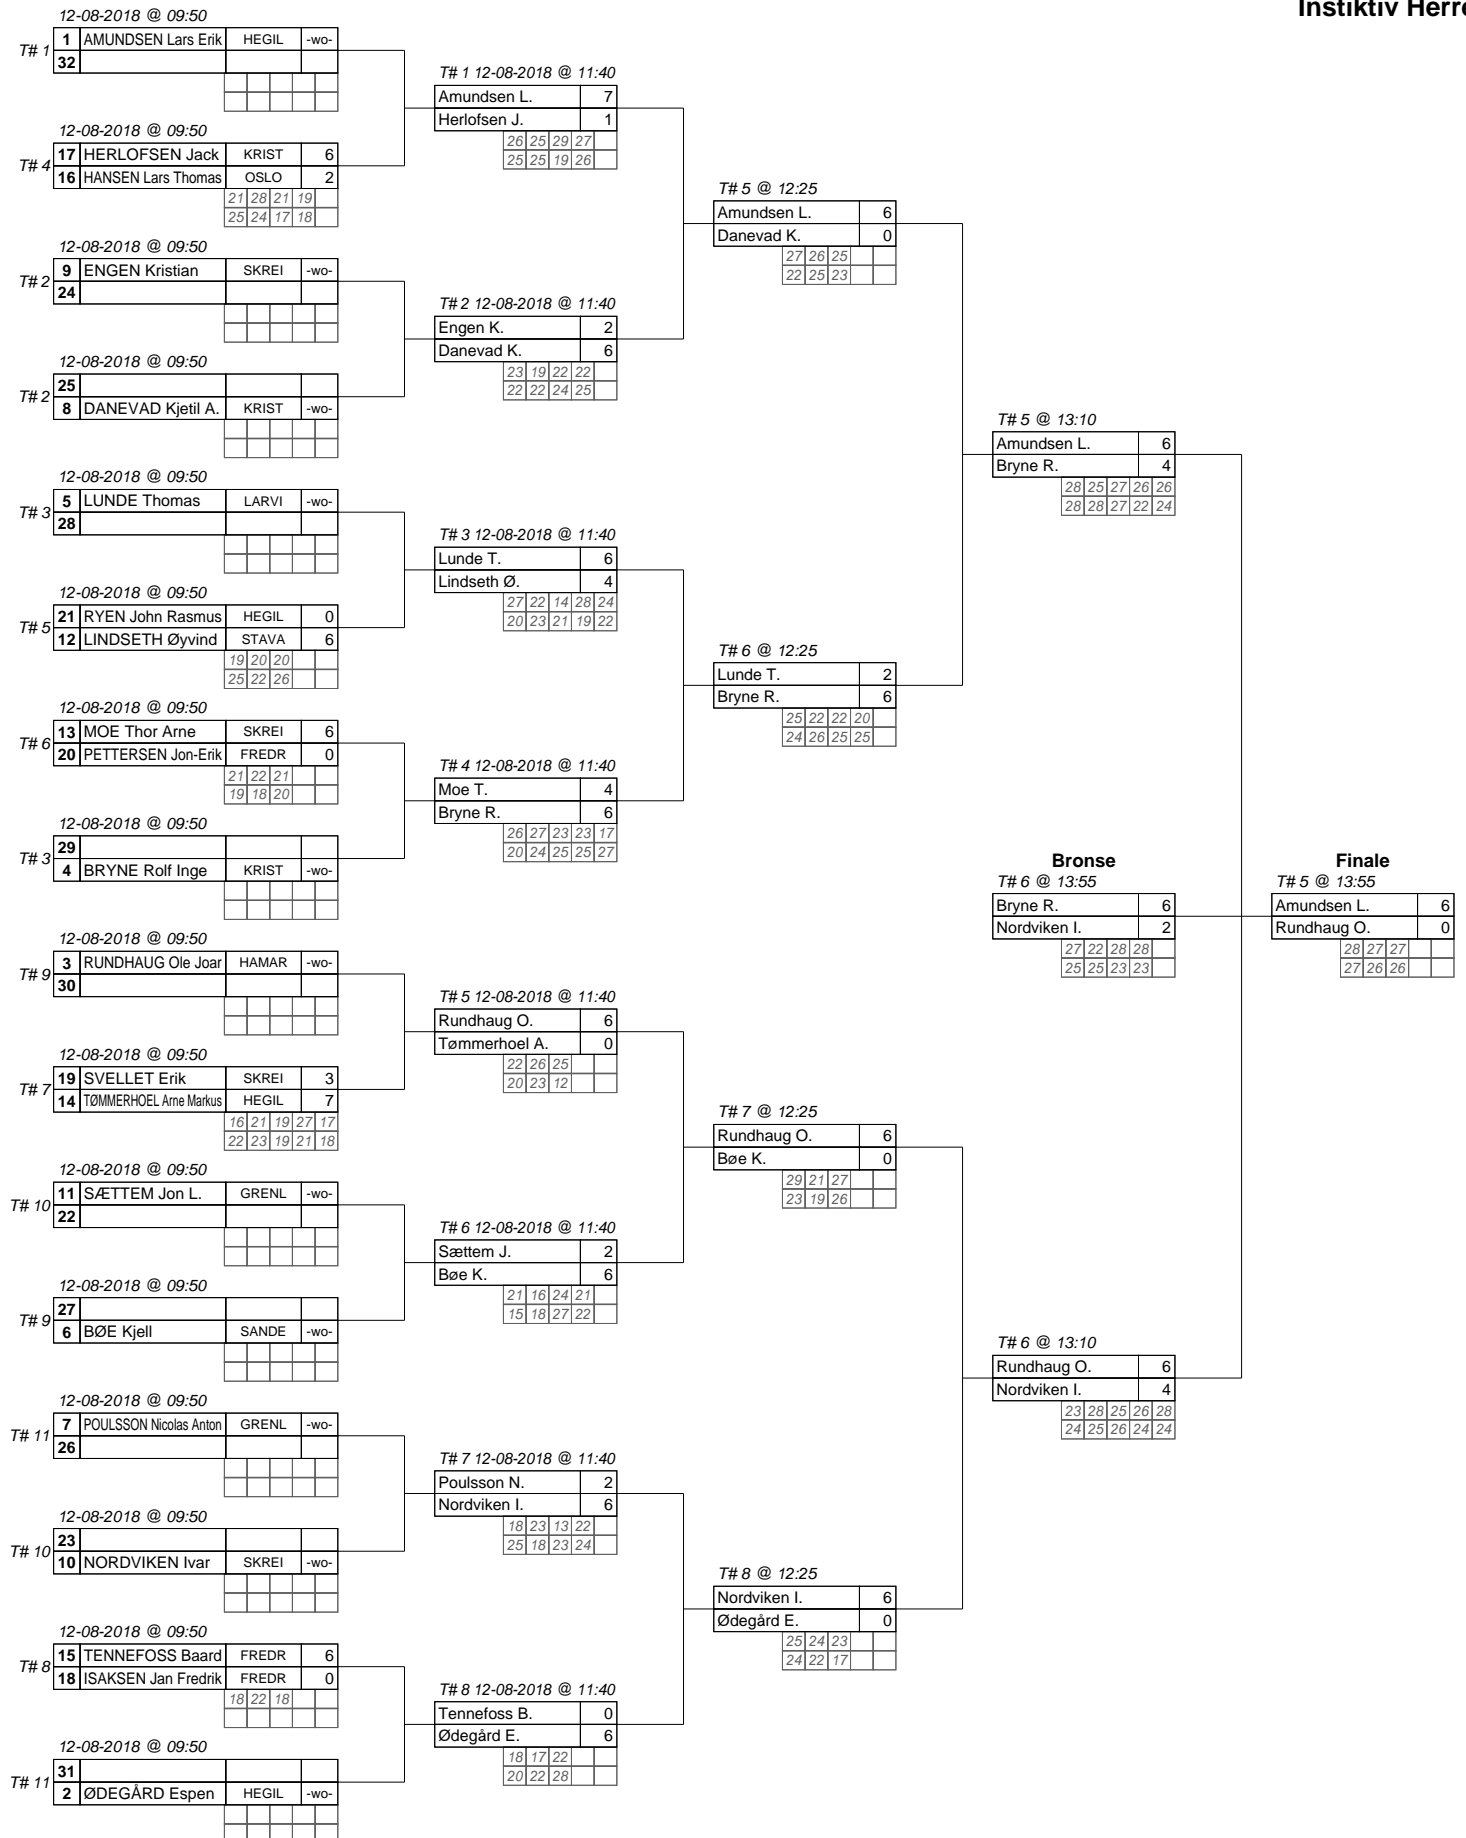 Instiktiv Herre
12-08-2018 @ 09:50
T# 1
1 AMUNDSEN Lars Erik HEGIL -wo-
32
12-08-2018 @ 09:50
T# 4
17 HERLOFSEN Jack KRIST 6
16 HANSEN Lars Thomas OSLO 2
21 28 21 19
25 24 17 18
12-08-2018 @ 09:50
T# 2
9 ENGEN Kristian SKREI -wo-
24
12-08-2018 @ 09:50
T# 2
25
8 DANEVAD Kjetil A. KRIST -wo-
12-08-2018 @ 09:50
T# 3
5 LUNDE Thomas LARVI -wo-
28
12-08-2018 @ 09:50
T# 5
21 RYEN John Rasmus HEGIL 0
12 LINDSETH Øyvind STAVA 6
19 20 20
25 22 26
12-08-2018 @ 09:50
T# 6
13 MOE Thor Arne SKREI 6
20 PETTERSEN Jon-Erik FREDR 0
21 22 21
19 18 20
12-08-2018 @ 09:50
T# 3
29
4 BRYNE Rolf Inge KRIST -wo-
12-08-2018 @ 09:50
T# 9
3 RUNDHAUG Ole Joar HAMAR -wo-
30
12-08-2018 @ 09:50
T# 7
19 SVELLET Erik SKREI 3
14 TØMMERHOEL Arne Markus HEGIL 7
16 21 19 27 17
22 23 19 21 18
12-08-2018 @ 09:50
T# 10
11 SÆTTEM Jon L. GRENL -wo-
22
12-08-2018 @ 09:50
T# 9
27
6 BØE Kjell SANDE -wo-
12-08-2018 @ 09:50
T# 11
7 POULSSON Nicolas Anton GRENL -wo-
26
12-08-2018 @ 09:50
T# 10
23
10 NORDVIKEN Ivar SKREI -wo-
12-08-2018 @ 09:50
T# 8
15 TENNEFOSS Baard FREDR 6
18 ISAKSEN Jan Fredrik FREDR 0
18 22 18
12-08-2018 @ 09:50
T# 11
31
2 ØDEGÅRD Espen HEGIL -wo-
T# 1 12-08-2018 @ 11:40
Amundsen L. 7
Herlofsen J. 1
26 25 29 27
25 25 19 26
T# 2 12-08-2018 @ 11:40
Engen K. 2
Danevad K. 6
23 19 22 22
22 22 24 25
T# 3 12-08-2018 @ 11:40
Lunde T. 6
Lindseth Ø. 4
27 22 14 28 24
20 23 21 19 22
T# 4 12-08-2018 @ 11:40
Moe T. 4
Bryne R. 6
26 27 23 23 17
20 24 25 25 27
T# 5 12-08-2018 @ 11:40
Rundhaug O. 6
Tømmerhoel A. 0
22 26 25
20 23 12
T# 6 12-08-2018 @ 11:40
Sættem J. 2
Bøe K. 6
21 16 24 21
15 18 27 22
T# 7 12-08-2018 @ 11:40
Poulsson N. 2
Nordviken I. 6
18 23 13 22
25 18 23 24
T# 8 12-08-2018 @ 11:40
Tennefoss B. 0
Ødegård E. 6
18 17 22
20 22 28
T# 5 @ 12:25
Amundsen L. 6
Danevad K. 0
27 26 25
22 25 23
T# 6 @ 12:25
Lunde T. 2
Bryne R. 6
25 22 22 20
24 26 25 25
T# 7 @ 12:25
Rundhaug O. 6
Bøe K. 0
29 21 27
23 19 26
T# 8 @ 12:25
Nordviken I. 6
Ødegård E. 0
25 24 23
24 22 17
T# 5 @ 13:10
Amundsen L. 6
Bryne R. 4
28 25 27 26 26
28 28 27 22 24
T# 6 @ 13:10
Rundhaug O. 6
Nordviken I. 4
23 28 25 26 28
24 25 26 24 24
Bronse
T# 6 @ 13:55
Bryne R. 6
Nordviken I. 2
27 22 28 28
25 25 23 23
Finale
T# 5 @ 13:55
Amundsen L. 6
Rundhaug O. 0
28 27 27
27 26 26